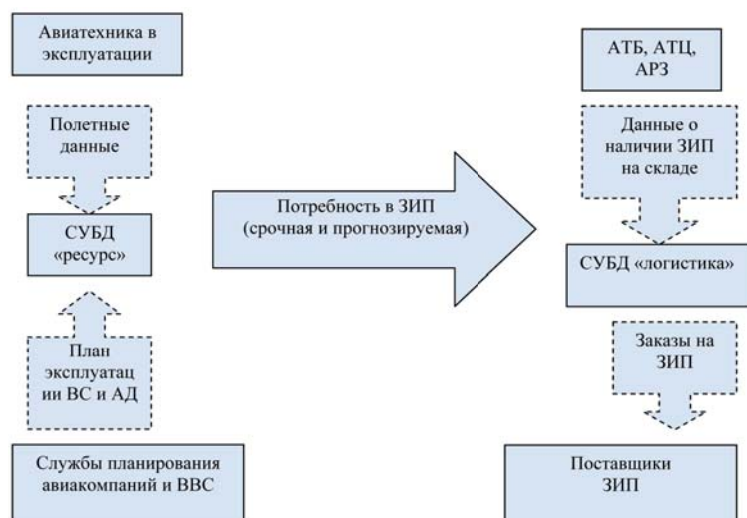 Авиатехника в
эксплуатации
Полетные
данные
СУБД
«ресурс»
План
эксплуатац
ии ВС и АД
Службы планирования
авиакомпаний и ВВС
Потребность в ЗИП
(срочная и прогнозируемая)
АТБ, АТЦ,
АРЗ
Данные о
наличии ЗИП
на складе
СУБД «логистика»
Заказы на
ЗИП
Поставщики
ЗИП